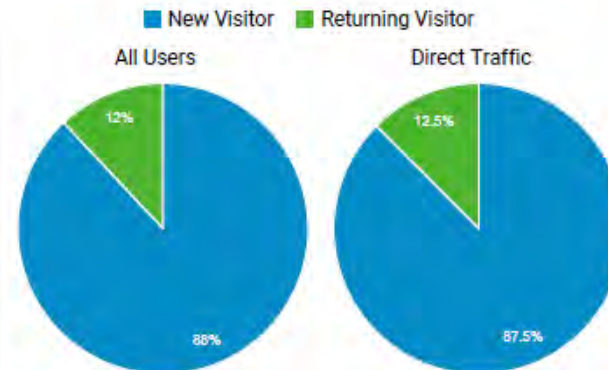 New Visitor Returning Visitor
All Users Direct Traffic
12% 12.5%
88% 87.5%